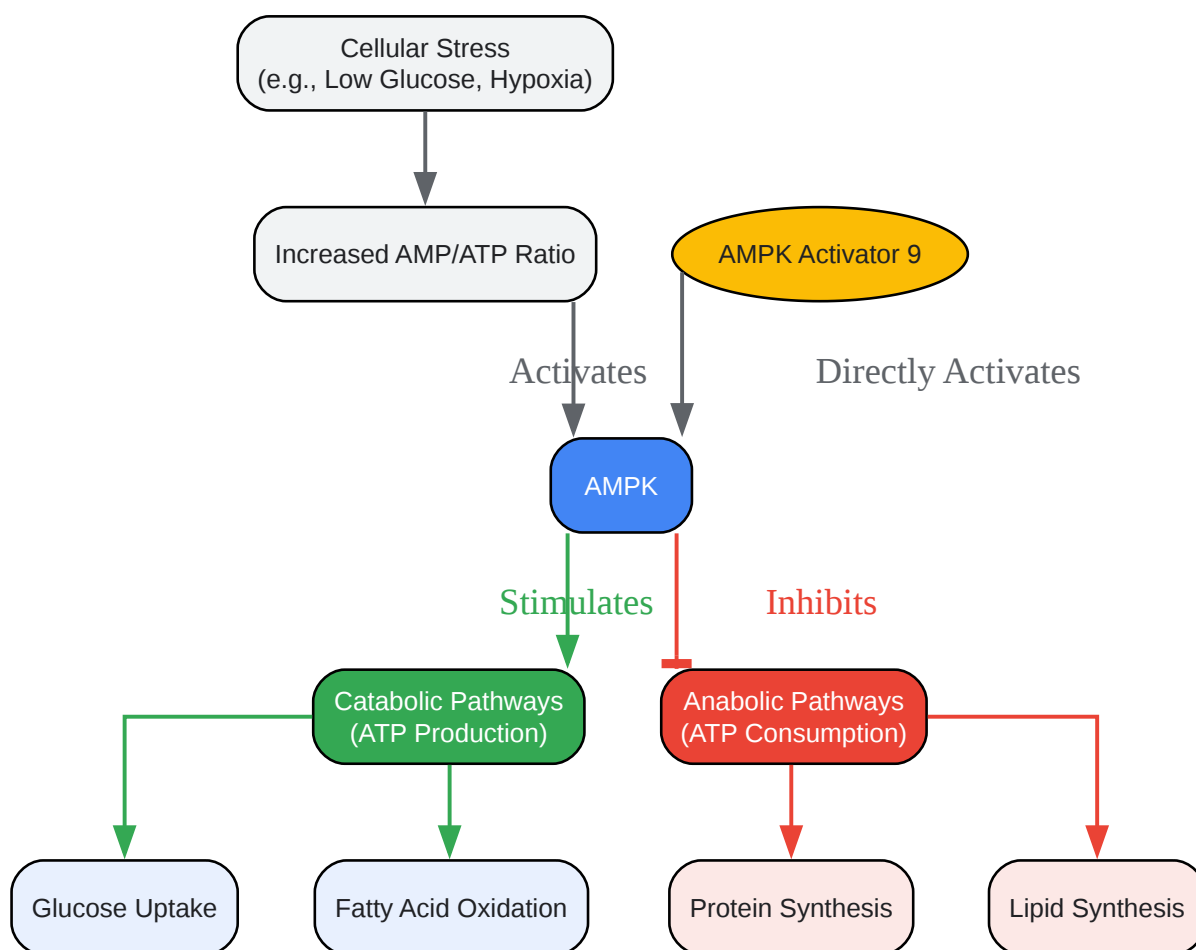 Cellular Stress
(e.g., Low Glucose, Hypoxia)
Increased AMP/ATP Ratio
AMPK Activator 9
Activates
Directly Activates
AMPK
Stimulates
Inhibits
Catabolic Pathways
(ATP Production)
Anabolic Pathways
(ATP Consumption)
Glucose Uptake
Fatty Acid Oxidation
Protein Synthesis
Lipid Synthesis